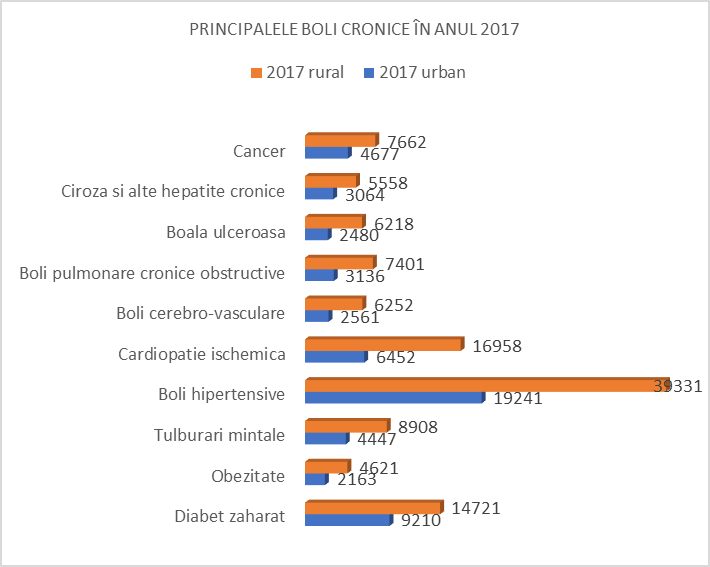 PRINCIPALELE BOLI CRONICE ÎN ANUL 2017
2017 rural 2017 urban
Cancer 7662 4677
Ciroza si alte hepatite cronice 5558 3064
Boala ulceroasa 6218 2480
Boli pulmonare cronice obstructive 7401 3136
Boli cerebro-vasculare 6252 2561
Cardiopatie ischemica 16958 6452
Boli hipertensive 39331 19241
Tulburari mintale 8908 4447
Obezitate 4621 2163
Diabet zaharat 14721 9210